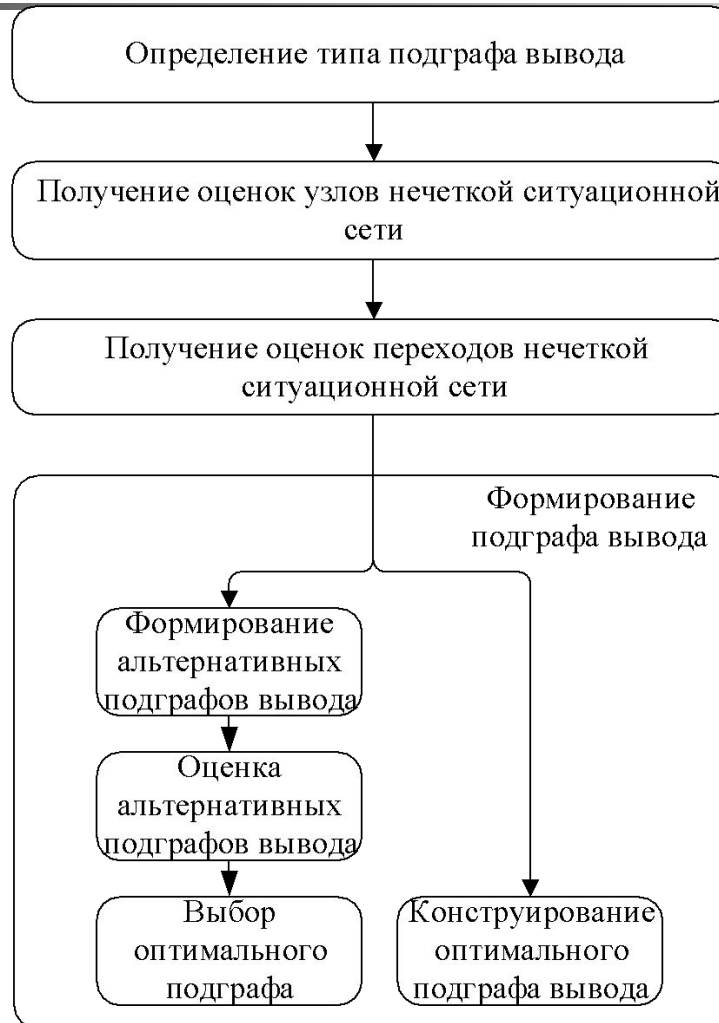 Определение типа подграфа вывода
Получение оценок узлов нечеткой ситуационной
сети
Получение оценок переходов нечеткой
ситуационной сети
Формирование
подграфа вывода
Формирование
альтернативных
подграфов вывода
Оценка
альтернативных
подграфов вывода
Выбор
оптимального
подграфа
Конструирование
оптимального
подграфа вывода